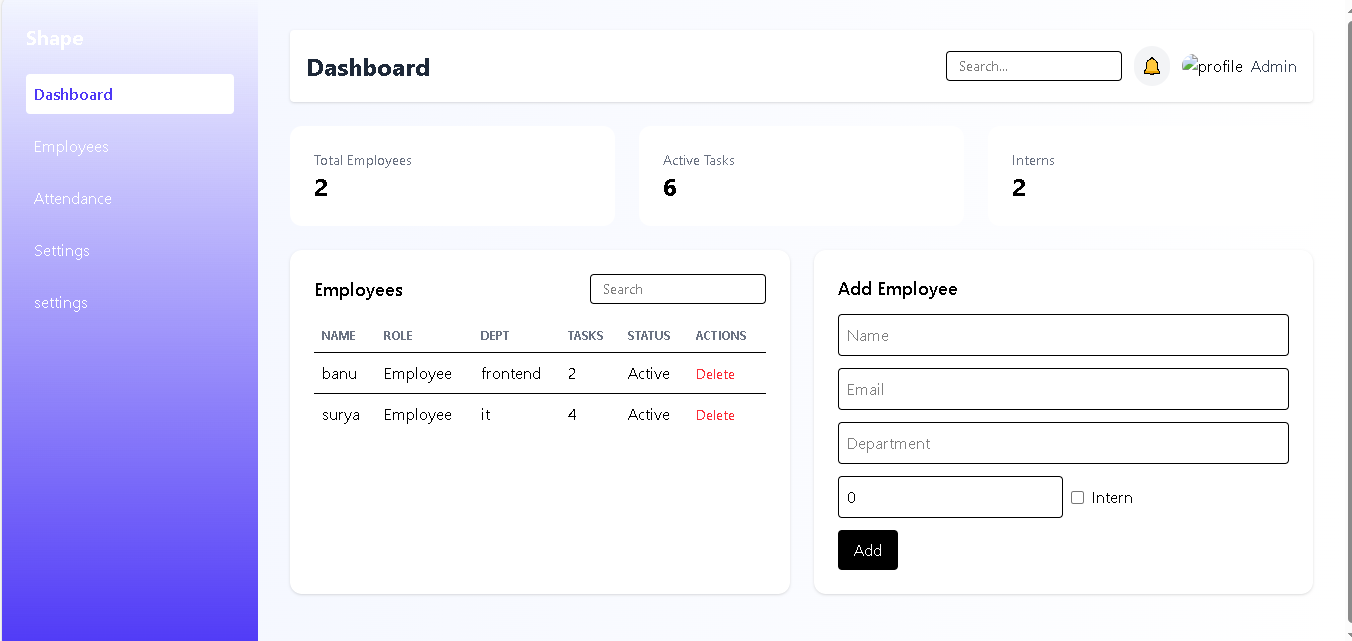 Shape
Dashboard
Employees
Attendance
Settings
settings
Dashboard
Search...
profile Admin
Total Employees
2
Active Tasks
6
Interns
2
Employees
Search
NAME ROLE DEPT TASKS STATUS ACTIONS
banu Employee frontend 2 Active Delete
surya Employee it 4 Active Delete
Add Employee
Name
Email
Department
0 Intern
Add